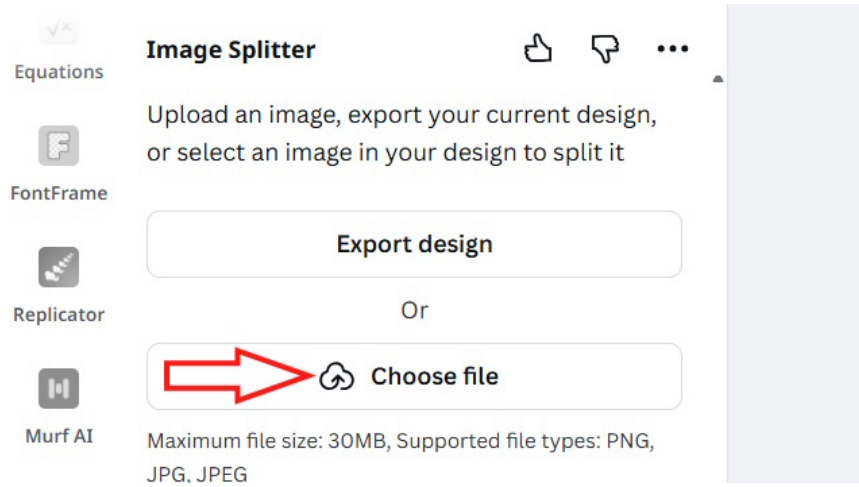 Equations
FontFrame
Replicator
Murf AI
Image Splitter
Upload an image, export your current design,
or select an image in your design to split it
Export design
Or
Choose file
Maximum file size: 30MB, Supported file types: PNG,
JPG, JPEG